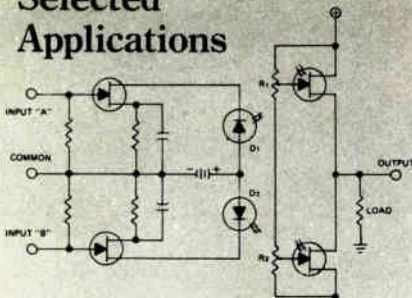 Selected
Applications
INPUT "A"
COMMON
INPUT "B"
D1
D2
R1
R2
OUTPUT
LOAD